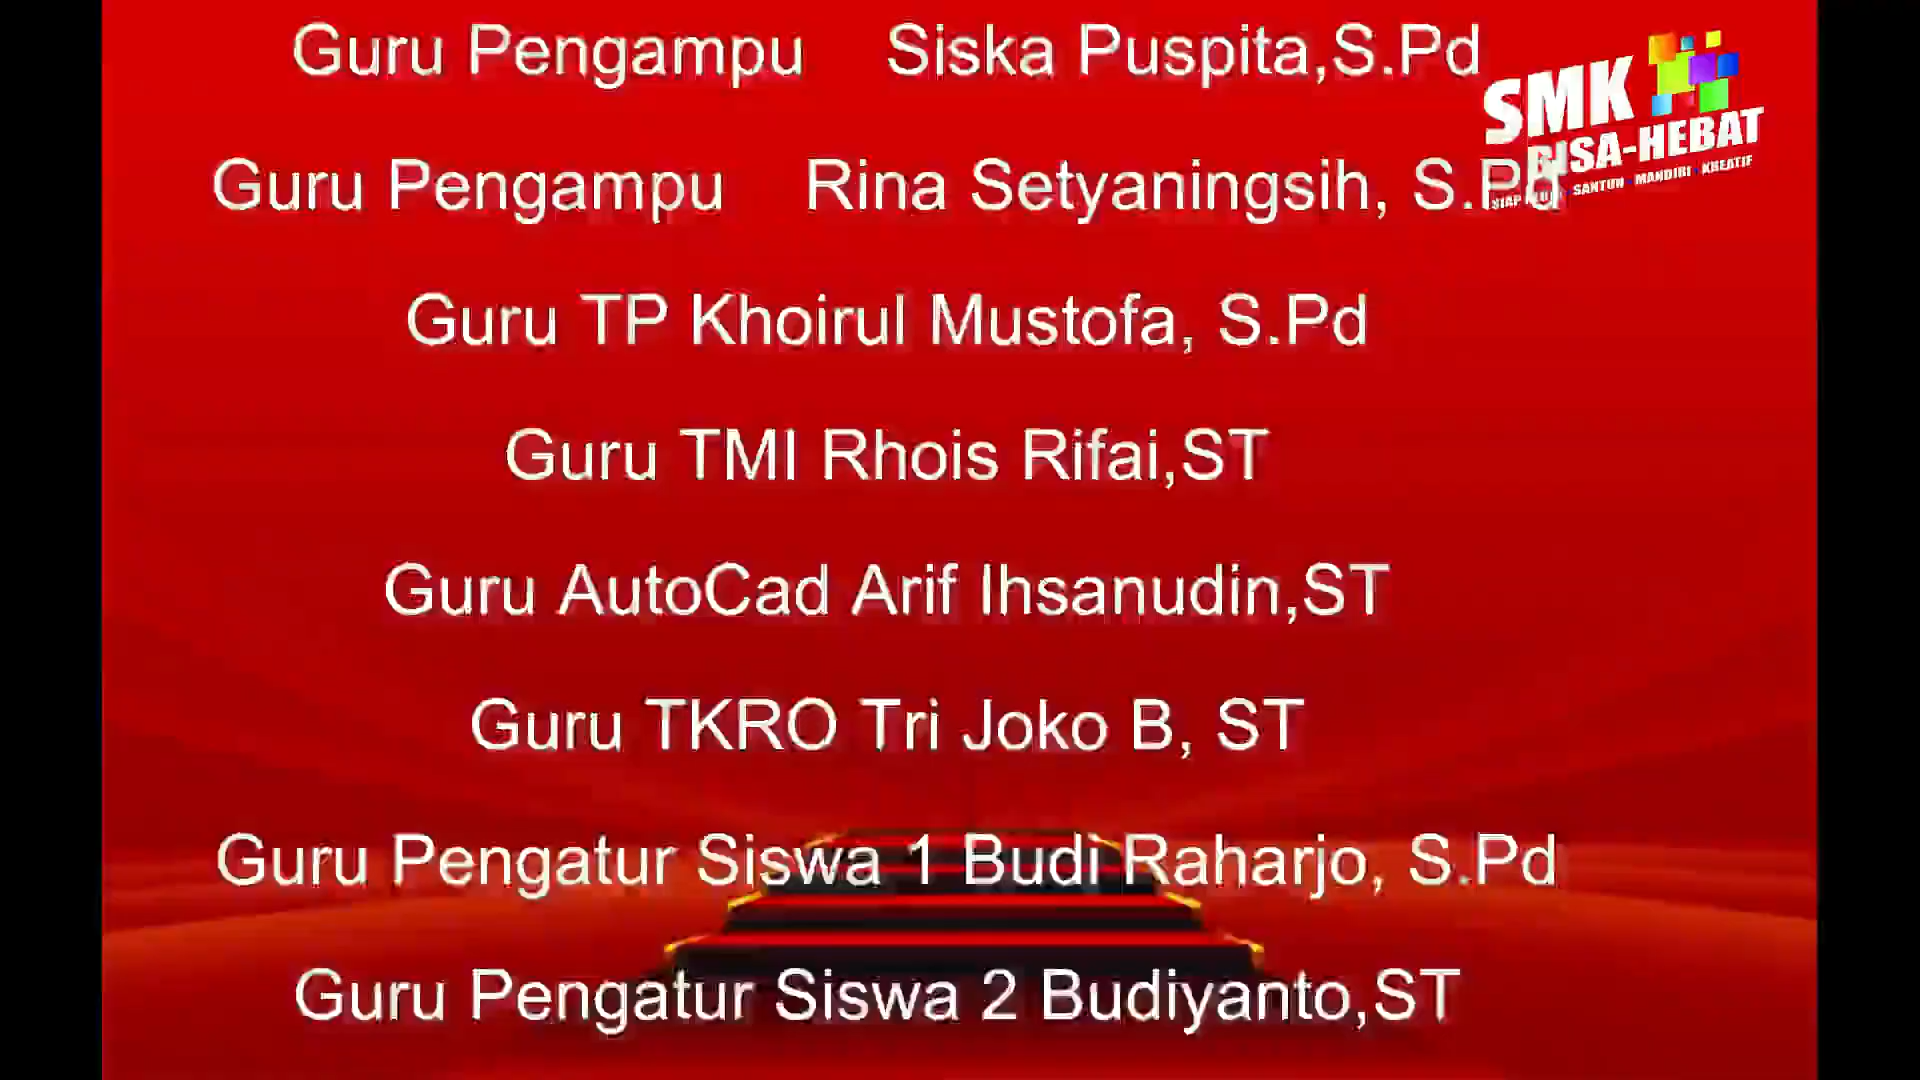 Guru Pengampu Siska Puspita,S.Pd
SMK
BISA-HEBAT
SANTUN MANDIRI KREATIF
Guru Pengampu Rina Setyaningsih, S.Pd
Guru TP Khoirul Mustofa, S.Pd
Guru TMI Rhois Rifai,ST
Guru AutoCad Arif Ihsanudin,ST
Guru TKRO Tri Joko B, ST
Guru Pengatur Siswa 1 Budi Raharjo, S.Pd
Guru Pengatur Siswa 2 Budiyanto,ST